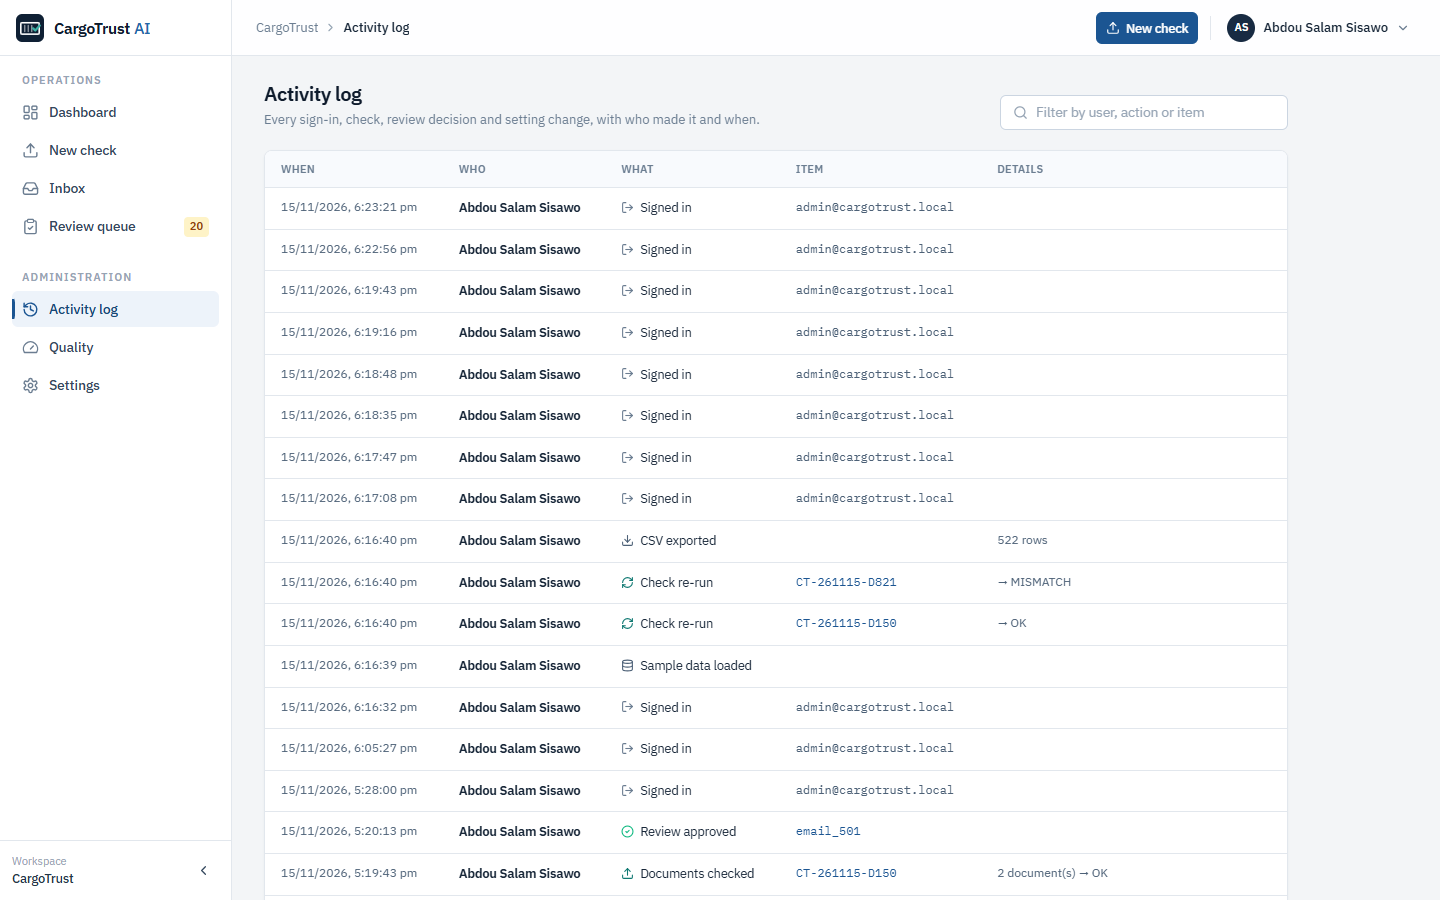 CargoTrust AI
CargoTrust > Activity log
New check
AS Abdou Salam Sisawo
OPERATIONS
Dashboard
New check
Inbox
Review queue 20
ADMINISTRATION
Activity log
Quality
Settings
Workspace
CargoTrust
Activity log
Every sign-in, check, review decision and setting change, with who made it and when.
Filter by user, action or item
WHEN WHO WHAT ITEM DETAILS
15/11/2026, 6:23:21 pm Abdou Salam Sisawo Signed in admin@cargotrust.local
15/11/2026, 6:22:56 pm Abdou Salam Sisawo Signed in admin@cargotrust.local
15/11/2026, 6:19:43 pm Abdou Salam Sisawo Signed in admin@cargotrust.local
15/11/2026, 6:19:16 pm Abdou Salam Sisawo Signed in admin@cargotrust.local
15/11/2026, 6:18:48 pm Abdou Salam Sisawo Signed in admin@cargotrust.local
15/11/2026, 6:18:35 pm Abdou Salam Sisawo Signed in admin@cargotrust.local
15/11/2026, 6:17:47 pm Abdou Salam Sisawo Signed in admin@cargotrust.local
15/11/2026, 6:17:08 pm Abdou Salam Sisawo Signed in admin@cargotrust.local
15/11/2026, 6:16:40 pm Abdou Salam Sisawo CSV exported 522 rows
15/11/2026, 6:16:40 pm Abdou Salam Sisawo Check re-run CT-261115-D821 → MISMATCH
15/11/2026, 6:16:40 pm Abdou Salam Sisawo Check re-run CT-261115-D150 → OK
15/11/2026, 6:16:39 pm Abdou Salam Sisawo Sample data loaded
15/11/2026, 6:16:32 pm Abdou Salam Sisawo Signed in admin@cargotrust.local
15/11/2026, 6:05:27 pm Abdou Salam Sisawo Signed in admin@cargotrust.local
15/11/2026, 5:28:00 pm Abdou Salam Sisawo Signed in admin@cargotrust.local
15/11/2026, 5:20:13 pm Abdou Salam Sisawo Review approved email_501
15/11/2026, 5:19:43 pm Abdou Salam Sisawo Documents checked CT-261115-D150 2 document(s) → OK